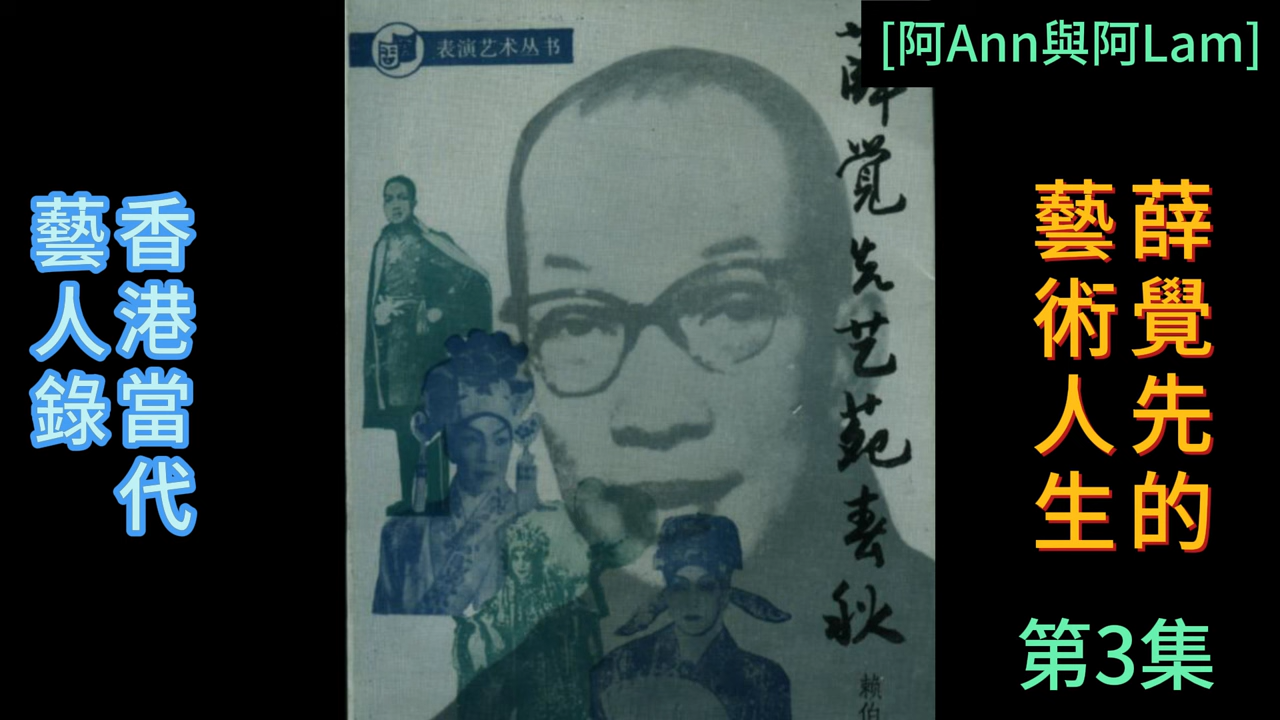 [阿Ann與阿Lam]
表演艺术丛书
薛覺先艺苑春秋
赖伯
香港當代
藝人錄
薛覺先的
藝術人生
第3集